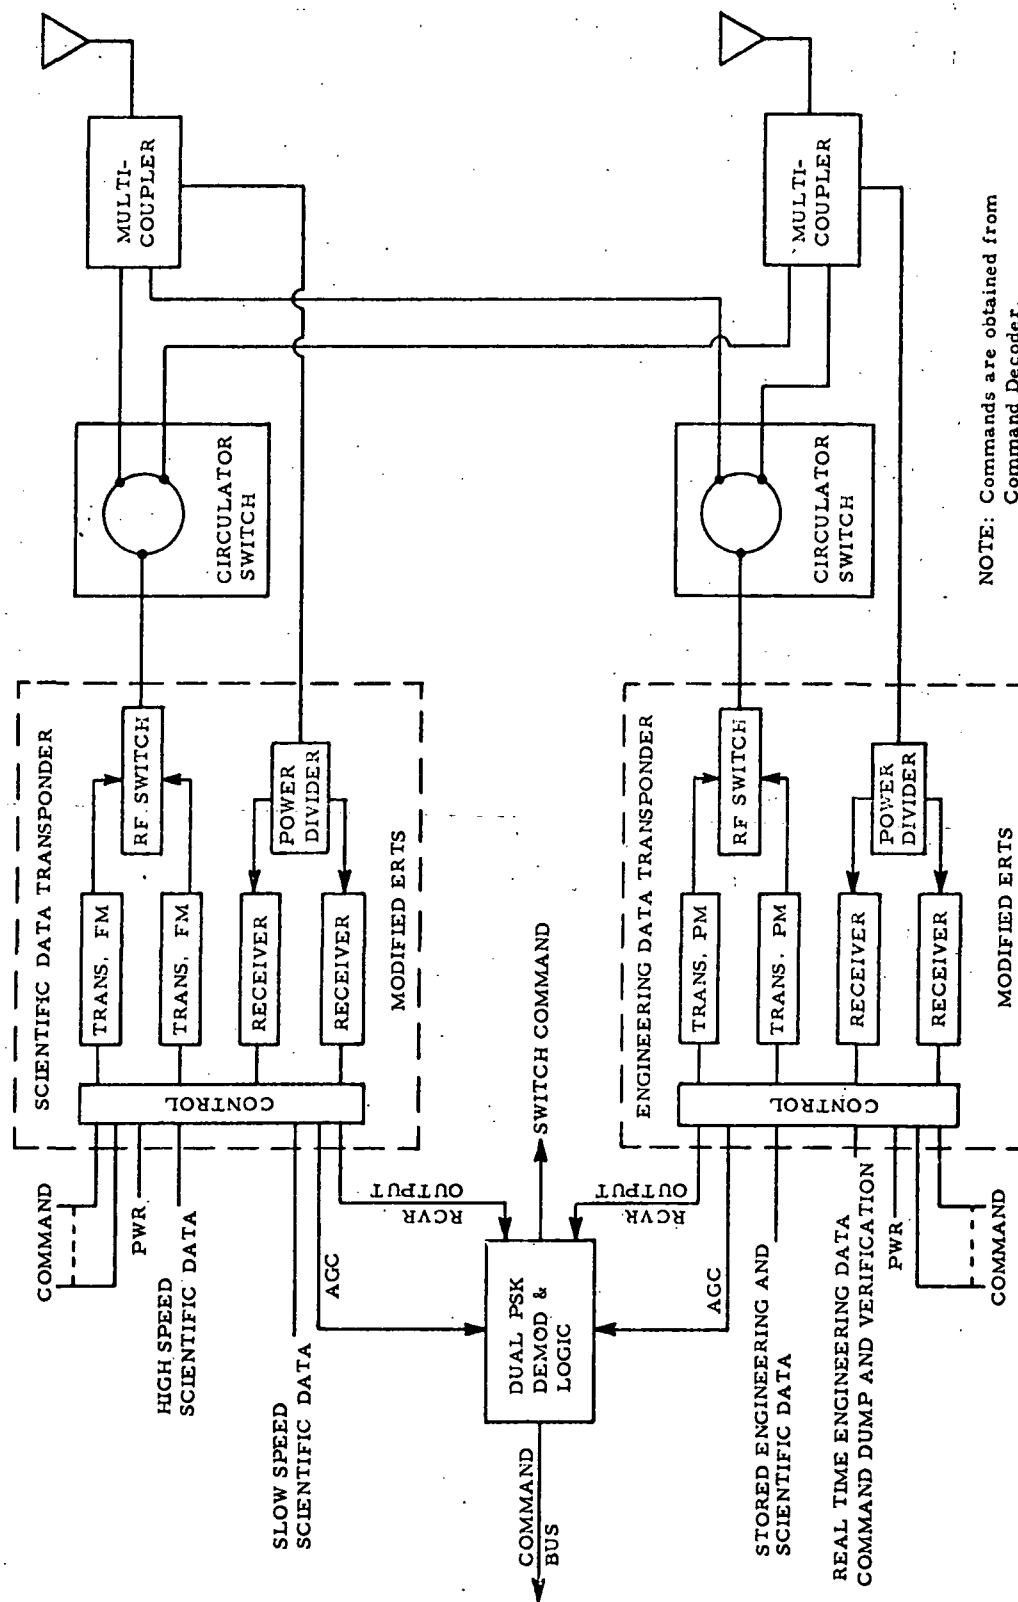 COMMAND
PWR
HIGH SPEED
SCIENTIFIC DATA
SLOW SPEED
SCIENTIFIC DATA
AGC
RCVR
OUTPUT
SCIENTIFIC DATA TRANSPONDER
CONTROL
TRANS, FM
TRANS, FM
RECEIVER
RECEIVER
RF SWITCH
POWER
DIVIDER
MODIFIED ERTS
CIRCULATOR
SWITCH
MULTI-
COUPLER
COMMAND
BUS
DUAL PSK
DEMOD &
LOGIC
SWITCH COMMAND
RCVR
OUTPUT
AGC
STORED ENGINEERING AND
SCIENTIFIC DATA
REAL TIME ENGINEERING DATA
COMMAND DUMP AND VERIFICATION
PWR
COMMAND
ENGINEERING DATA TRANSPONDER
CONTROL
TRANS, PM
TRANS, PM
RECEIVER
RECEIVER
RF SWITCH
POWER
DIVIDER
MODIFIED ERTS
CIRCULATOR
SWITCH
MULTI-
COUPLER
NOTE: Commands are obtained from
Command Decoder.